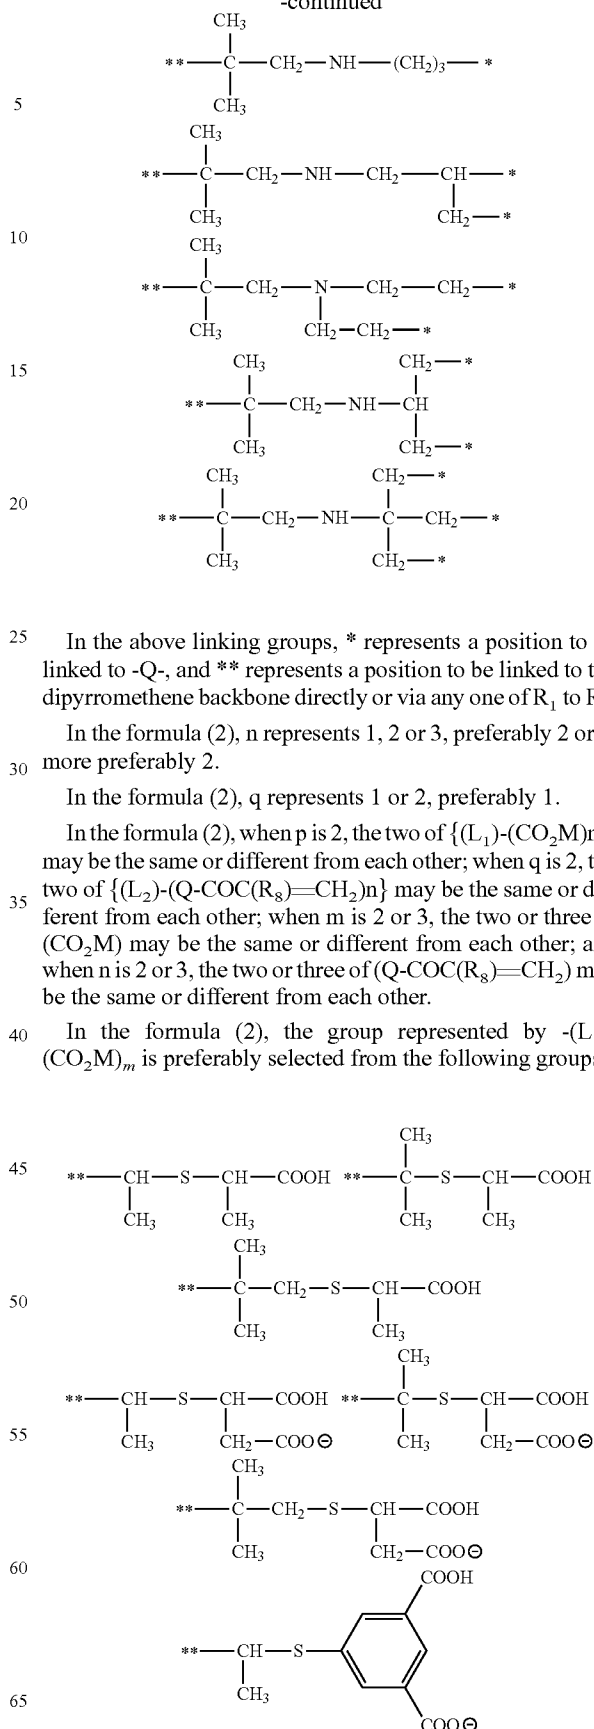 -continued
CH₃
** C CH₂ NH (CH₂)₃ *
5
CH₃
CH₃
** C CH₂ NH CH₂ CH *
CH₃ CH₂ *
10
CH₃
** C CH₂ N CH₂ CH₂ *
CH₃ CH₂ CH₂ *
15
CH₃ CH₂ *
** C CH₂ NH CH
CH₃ CH₂ *
CH₃ CH₂ *
20
** C CH₂ NH C CH₂ *
CH₃ CH₂ *
25 In the above linking groups, * represents a position to
linked to -Q-, and ** represents a position to be linked to t
dipyrromethene backbone directly or via any one of R₁ to
In the formula (2), n represents 1, 2 or 3, preferably 2 or
30 more preferably 2.
In the formula (2), q represents 1 or 2, preferably 1.
In the formula (2), when p is 2, the two of {(L₁)-(CO₂M)n
may be the same or different from each other; when q is 2, t
35 two of {(L₂)-(Q-COC(R₈)=CH₂)n} may be the same or d
ferent from each other; when m is 2 or 3, the two or three
(CO₂M) may be the same or different from each other; a
when n is 2 or 3, the two or three of (Q-COC(R₈)=CH₂) m
be the same or different from each other.
40 In the formula (2), the group represented by -(L
(CO₂M)ₘ is preferably selected from the following groups
CH₃
45 ** CH S CH COOH ** C S CH COOH
CH₃ CH₃ CH₃ CH₃
CH₃
50 ** C CH₂ S CH COOH
CH₃ CH₃
CH₃
** CH S CH COOH ** C S CH COOH
55 CH₃ CH₂ COO⊖ CH₃ CH₂ COO⊖
CH₃
** C CH₂ S CH COOH
CH₃ CH₂ COO⊖
60
COOH
** CH S
CH₃
65
COO⊖